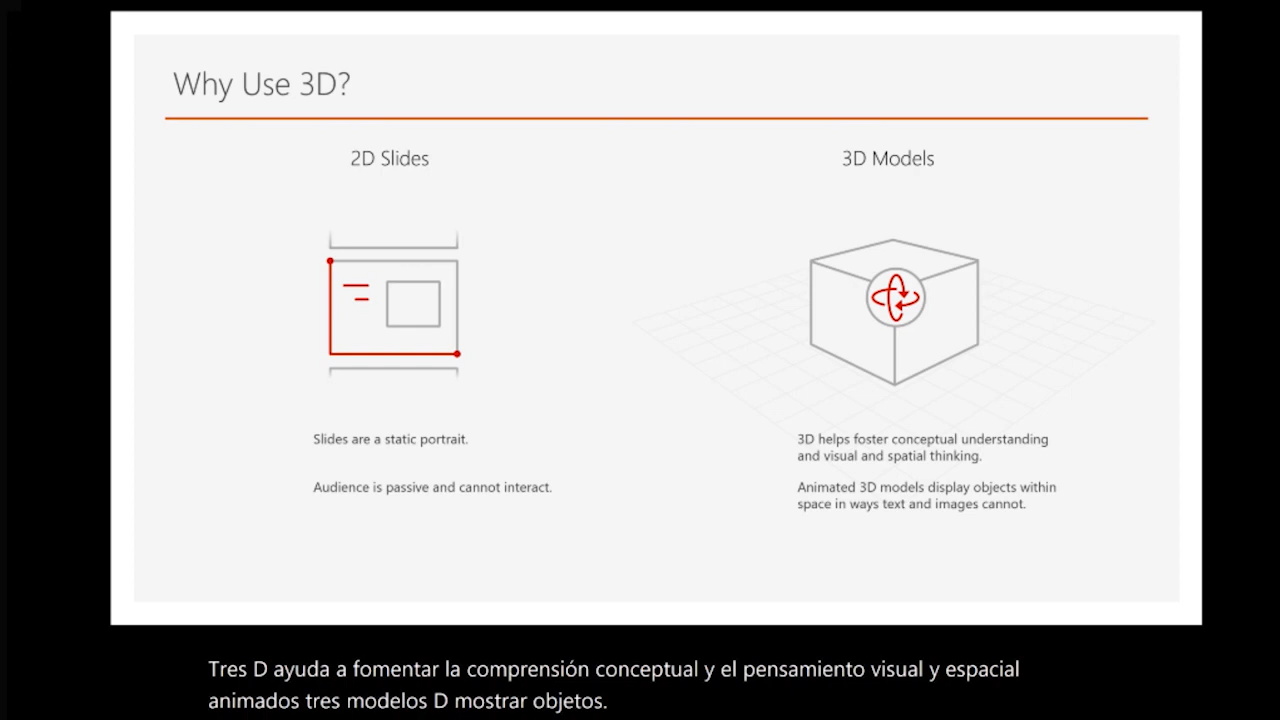 Why Use 3D?
2D Slides
Slides are a static portrait.
Audience is passive and cannot interact.
3D Models
3D helps foster conceptual understanding
and visual and spatial thinking.
Animated 3D models display objects within
space in ways text and images cannot.
Tres D ayuda a fomentar la comprensión conceptual y el pensamiento visual y espacial
animados tres modelos D mostrar objetos.